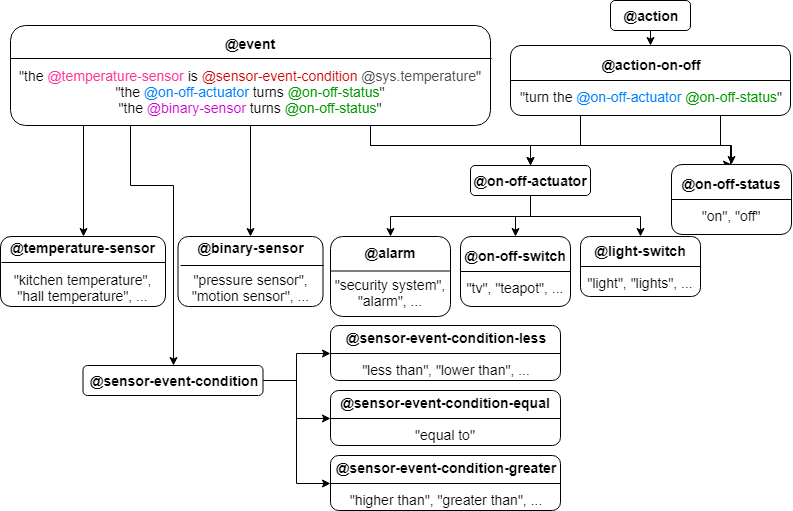 @action
@event
"the @temperature-sensor is @sensor-event-condition @sys.temperature"
"the @on-off-actuator turns @on-off-status"
"the @binary-sensor turns @on-off-status"
@action-on-off
"turn the @on-off-actuator @on-off-status"
@on-off-actuator
@on-off-status
"on", "off"
@temperature-sensor
"kitchen temperature",
"hall temperature", ...
@binary-sensor
"pressure sensor",
"motion sensor", ...
@alarm
"security system",
"alarm", ...
@on-off-switch
"tv", "teapot", ...
@light-switch
"light", "lights", ...
@sensor-event-condition
@sensor-event-condition-less
"less than", "lower than", ...
@sensor-event-condition-equal
"equal to"
@sensor-event-condition-greater
"higher than", "greater than", ...